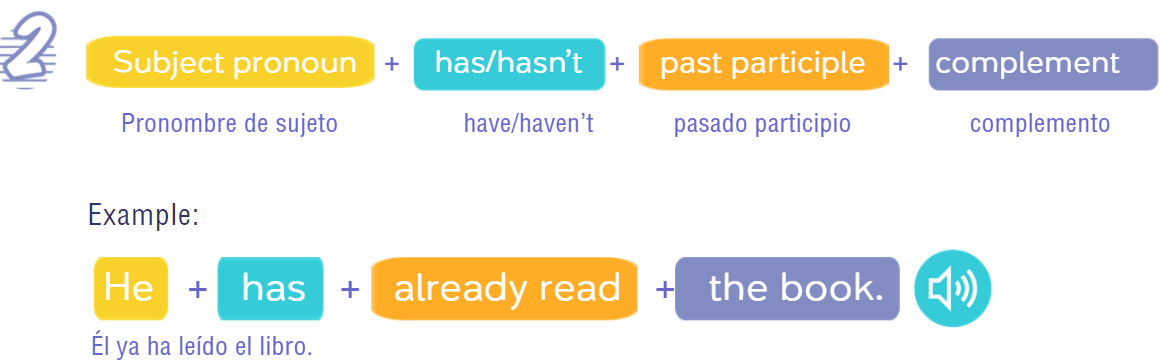 2
Subject pronoun + has/hasn't + past participle + complement
Pronombre de sujeto have/haven't pasado participio complemento
Example:
He + has + already read + the book.
Él ya ha leído el libro.